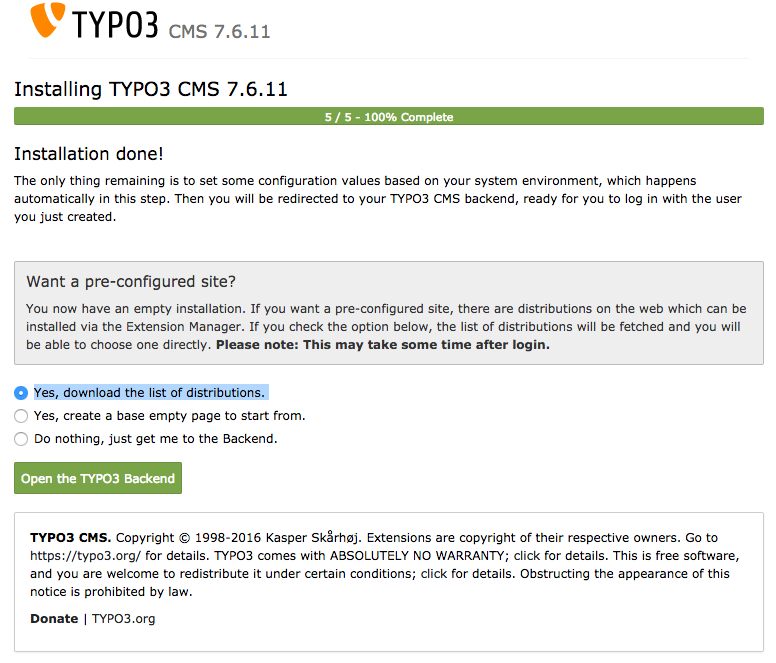 TYPO3 CMS 7.6.11
Installing TYPO3 CMS 7.6.11
5 / 5 - 100% Complete
Installation done!
The only thing remaining is to set some configuration values based on your system environment, which happens
automatically in this step. Then you will be redirected to your TYPO3 CMS backend, ready for you to log in with the user
you just created.
Want a pre-configured site?
You now have an empty installation. If you want a pre-configured site, there are distributions on the web which can be
installed via the Extension Manager. If you check the option below, the list of distributions will be fetched and you will
be able to choose one directly. Please note: This may take some time after login.
Yes, download the list of distributions.
Yes, create a base empty page to start from.
Do nothing, just get me to the Backend.
Open the TYPO3 Backend
TYPO3 CMS. Copyright © 1998-2016 Kasper Skårhøj. Extensions are copyright of their respective owners. Go to
https://typo3.org/ for details. TYPO3 comes with ABSOLUTELY NO WARRANTY; click for details. This is free software,
and you are welcome to redistribute it under certain conditions; click for details. Obstructing the appearance of this
notice is prohibited by law.
Donate | TYPO3.org